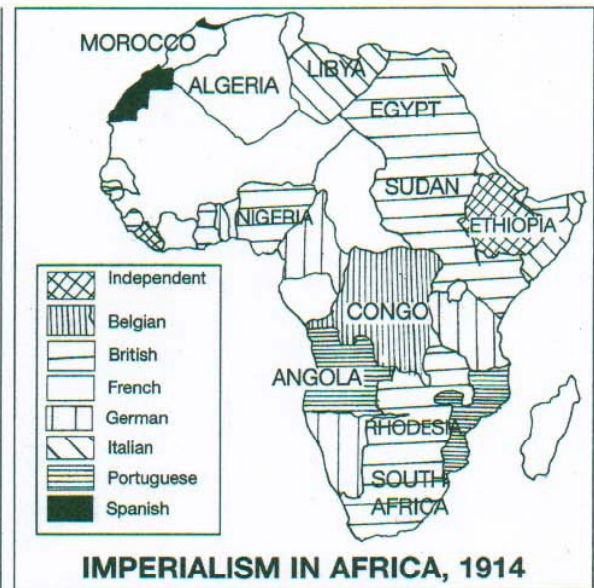 MOROCCO
ALGERIA
LIBYA
EGYPT
SUDAN
NIGERIA
ETHIOPIA
CONGO
ANGOLA
RHODESIA
SOUTH
AFRICA
Independent
Belgian
British
French
German
Italian
Portuguese
Spanish
IMPERIALISM IN AFRICA, 1914